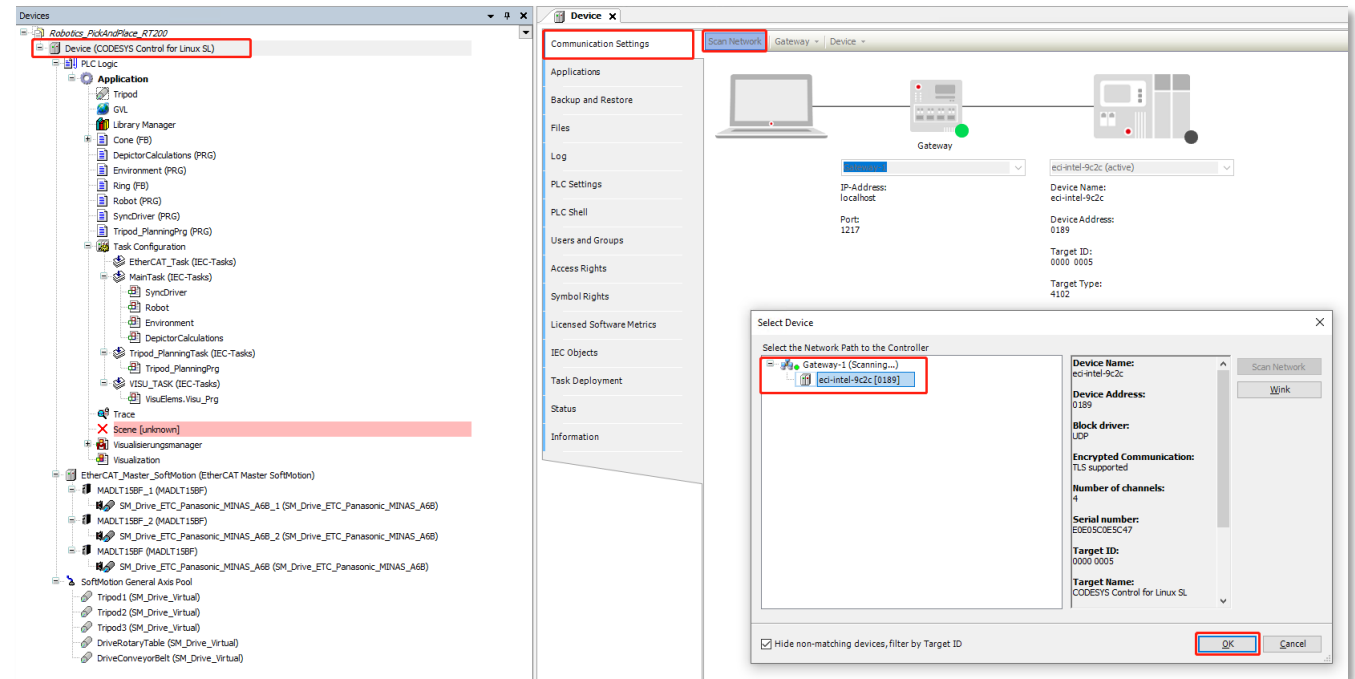 Devices
Robotics_PickAndPlace_RT200
Device (CODESYS Control for Linux SL)
PLC Logic
Application
Tripod
GVL
Library Manager
Cone (FB)
DepictorCalculations (PRG)
Environment (PRG)
Ring (FB)
Robot (PRG)
SyncDriver (PRG)
Tripod_PlanningPrg (PRG)
Task Configuration
EtherCAT_Task (IEC-Tasks)
MainTask (IEC-Tasks)
SyncDriver
Robot
Environment
DepictorCalculations
Tripod_PlanningTask (IEC-Tasks)
Tripod_PlanningPrg
VISU_TASK (IEC-Tasks)
VisuElems.Visu_Prg
Trace
Scene [unknown]
Visualisierungsmanager
Visualization
EtherCAT_Master_SoftMotion (EtherCAT Master SoftMotion)
MADLT15BF_1 (MADLT15BF)
SM_Drive_ETC_Panasonic_MINAS_A6B_1 (SM_Drive_ETC_Panasonic_MINAS_A6B)
MADLT15BF_2 (MADLT15BF)
SM_Drive_ETC_Panasonic_MINAS_A6B_2 (SM_Drive_ETC_Panasonic_MINAS_A6B)
MADLT15BF (MADLT15BF)
SM_Drive_ETC_Panasonic_MINAS_A6B (SM_Drive_ETC_Panasonic_MINAS_A6B)
SoftMotion General Axis Pool
Tripod1 (SM_Drive_Virtual)
Tripod2 (SM_Drive_Virtual)
Tripod3 (SM_Drive_Virtual)
DriveRotaryTable (SM_Drive_Virtual)
DriveConveyorBelt (SM_Drive_Virtual)
Device
Communication Settings
Applications
Backup and Restore
Files
Log
PLC Settings
PLC Shell
Users and Groups
Access Rights
Symbol Rights
Licensed Software Metrics
IEC Objects
Task Deployment
Status
Information
Scan Network Gateway Device
Gateway
eci-intel-9c2c (active)
IP-Address:
localhost
Port:
1217
Device Name:
eci-intel-9c2c
Device Address:
0189
Target ID:
0000 0005
Target Type:
4102
Select Device
Select the Network Path to the Controller
Gateway-1 (Scanning...)
eci-intel-9c2c [0189]
Device Name:
eci-intel-9c2c
Device Address:
0189
Block driver:
UDP
Encrypted Communication:
TLS supported
Number of channels:
4
Serial number:
E0E05C0E5C47
Target ID:
0000 0005
Target Name:
CODESYS Control for Linux SL
Scan Network
Wink
Hide non-matching devices, filter by Target ID
OK
Cancel